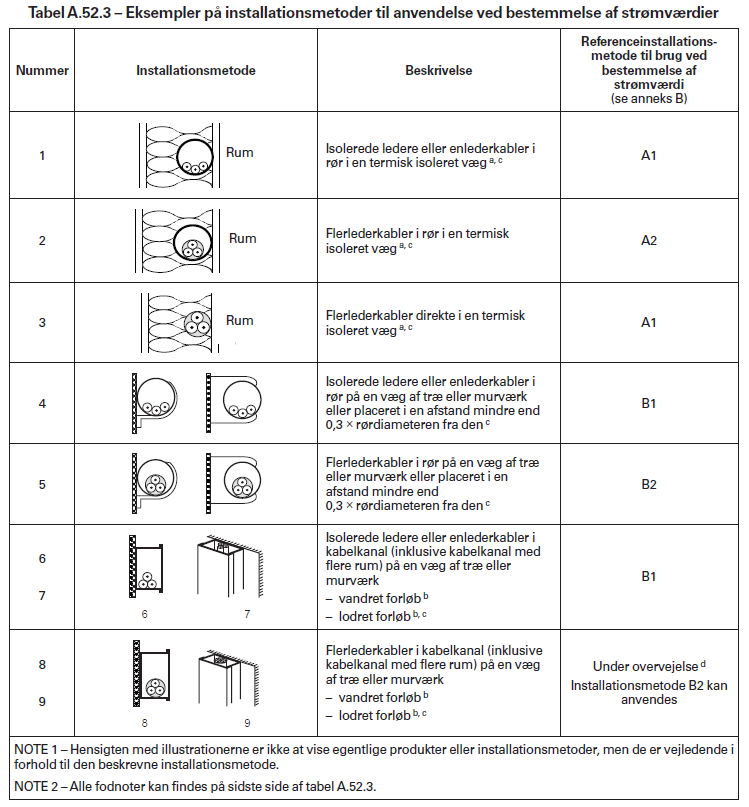 Tabel A.52.3 – Eksempler på installationsmetoder til anvendelse ved bestemmelse af strømværdier
Nummer
Installationsmetode
Beskrivelse
Referenceinstallations-
metode til brug ved
bestemmelse af
strømværdi
(se anneks B)
1
Rum
Isolerede ledere eller enlederkabler i
rør i en termisk isoleret væg a, c
A1
2
Rum
Flerlederkabler i rør i en termisk
isoleret væg a, c
A2
3
Rum
Flerlederkabler direkte i en termisk
isoleret væg a, c
A1
4
Isolerede ledere eller enlederkabler i
rør på en væg af træ eller murværk
eller placeret i en afstand mindre end
0,3 × rørdiameteren fra den c
B1
5
Flerlederkabler i rør på en væg af træ
eller murværk eller placeret i en
afstand mindre end
0,3 × rørdiameteren fra den c
B2
6
7
6
7
Isolerede ledere eller enlederkabler i
kabelkanal (inklusive kabelkanal med
flere rum) på en væg af træ eller
murværk
– vandret forløb b
– lodret forløb b, c
B1
8
9
8
9
Flerlederkabler i kabelkanal (inklusive
kabelkanal med flere rum) på en væg
af træ eller murværk
– vandret forløb b
– lodret forløb b, c
Under overvejelse d
Installationsmetode B2 kan
anvendes
NOTE 1 – Hensigten med illustrationerne er ikke at vise egentlige produkter eller installationsmetoder, men de er vejledende i
forhold til den beskrevne installationsmetode.
NOTE 2 – Alle fodnoter kan findes på sidste side af tabel A.52.3.